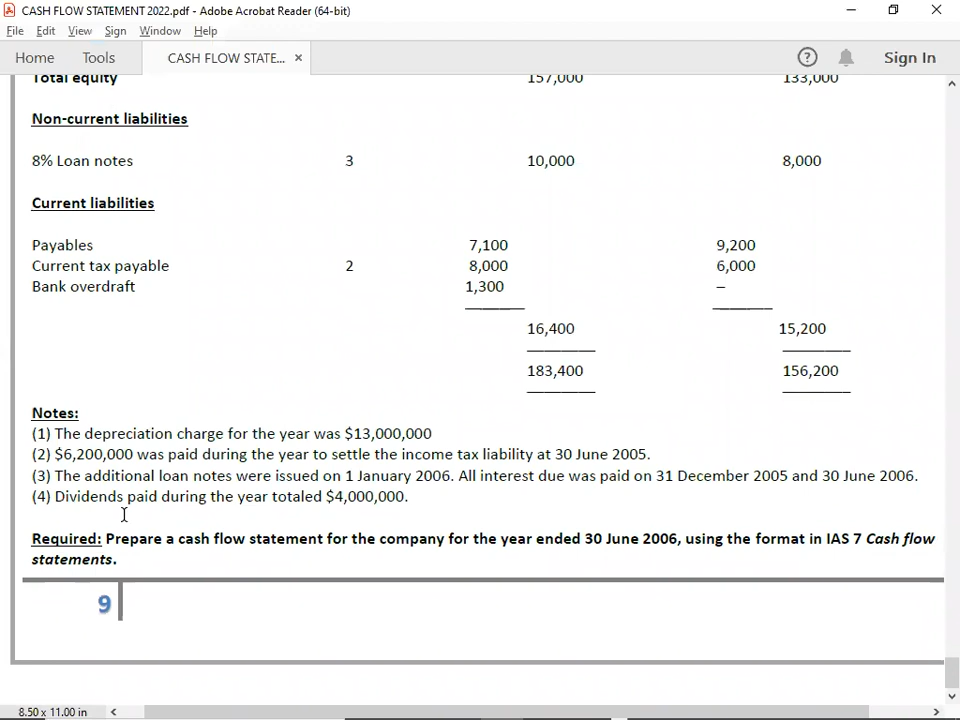 CASH FLOW STATEMENT 2022.pdf - Adobe Acrobat Reader (64-bit)
File Edit View Sign Window Help
Home Tools CASH FLOW STATE... × Sign In
Total equity 157,000 133,000
Non-current liabilities
8% Loan notes 3 10,000 8,000
Current liabilities
Payables 7,100 9,200
Current tax payable 2 8,000 6,000
Bank overdraft 1,300 –
16,400 15,200
183,400 156,200
Notes:
(1) The depreciation charge for the year was $13,000,000
(2) $6,200,000 was paid during the year to settle the income tax liability at 30 June 2005.
(3) The additional loan notes were issued on 1 January 2006. All interest due was paid on 31 December 2005 and 30 June 2006.
(4) Dividends paid during the year totaled $4,000,000.
Required: Prepare a cash flow statement for the company for the year ended 30 June 2006, using the format in IAS 7 Cash flow
statements.
9
8.50 x 11.00 in